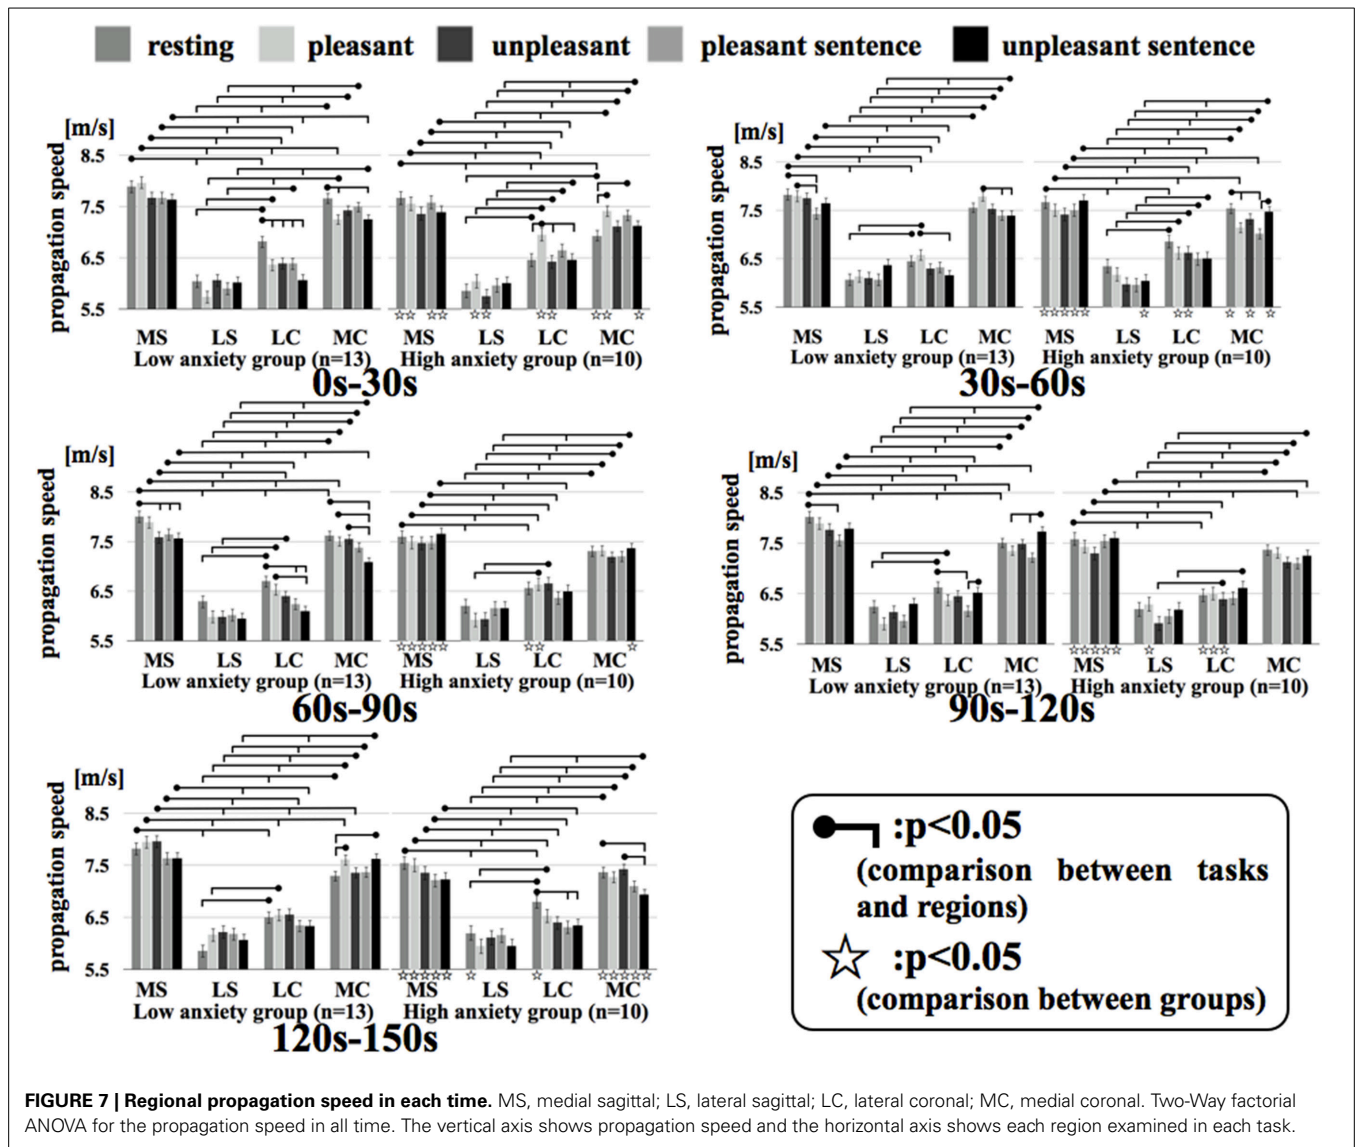 resting pleasant unpleasant pleasant sentence unpleasant sentence
[m/s]
propagation speed
8.5
7.5
6.5
5.5
MS LS LC MC MS LS LC MC
Low anxiety group (n=13) High anxiety group (n=10)
0s-30s
[m/s]
propagation speed
8.5
7.5
6.5
5.5
MS LS LC MC MS LS LC MC
Low anxiety group (n=13) High anxiety group (n=10)
30s-60s
[m/s]
propagation speed
8.5
7.5
6.5
5.5
MS LS LC MC MS LS LC MC
Low anxiety group (n=13) High anxiety group (n=10)
60s-90s
[m/s]
propagation speed
8.5
7.5
6.5
5.5
MS LS LC MC MS LS LC MC
Low anxiety group (n=13) High anxiety group (n=10)
90s-120s
[m/s]
propagation speed
8.5
7.5
6.5
5.5
MS LS LC MC MS LS LC MC
Low anxiety group (n=13) High anxiety group (n=10)
120s-150s
:p<0.05
(comparison between tasks
and regions)
:p<0.05
(comparison between groups)
FIGURE 7 | Regional propagation speed in each time. MS, medial sagittal; LS, lateral sagittal; LC, lateral coronal; MC, medial coronal. Two-Way factorial
ANOVA for the propagation speed in all time. The vertical axis shows propagation speed and the horizontal axis shows each region examined in each task.